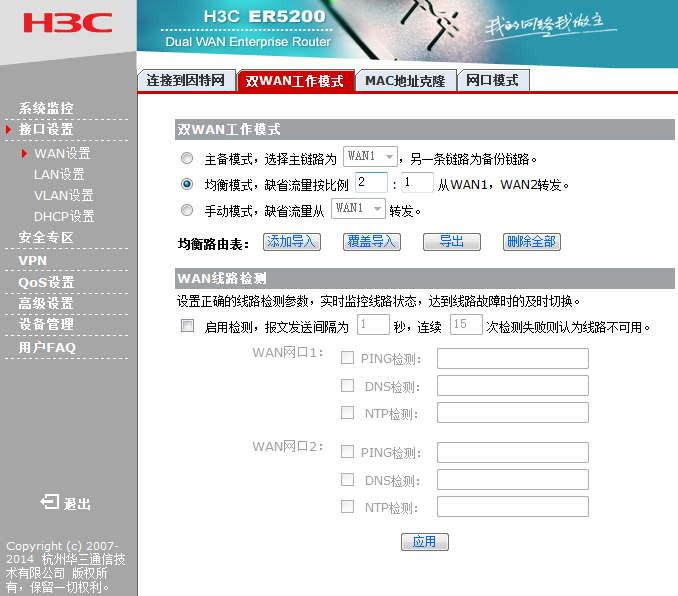 H3C
H3C ER5200
Dual WAN Enterprise Router
我的网络我做主
连接到因特网 双WAN工作模式 MAC地址克隆 网口模式
系统监控
接口设置
WAN设置
LAN设置
VLAN设置
DHCP设置
安全专区
VPN
QoS设置
高级设置
设备管理
用户FAQ
退出
Copyright (c) 2007-
2014 杭州华三通信技
术有限公司 版权所
有，保留一切权利。
双WAN工作模式
主备模式，选择主链路为 WAN1 ，另一条链路为备份链路。
均衡模式，缺省流量按比例 2 : 1 从WAN1，WAN2转发。
手动模式，缺省流量从 WAN1 转发。
均衡路由表： 添加导入 覆盖导入 导出 删除全部
WAN线路检测
设置正确的线路检测参数，实时监控线路状态，达到线路故障时的及时切换。
启用检测，报文发送间隔为 1 秒，连续 15 次检测失败则认为线路不可用。
WAN网口1： PING检测：
DNS检测：
NTP检测：
WAN网口2： PING检测：
DNS检测：
NTP检测：
应用